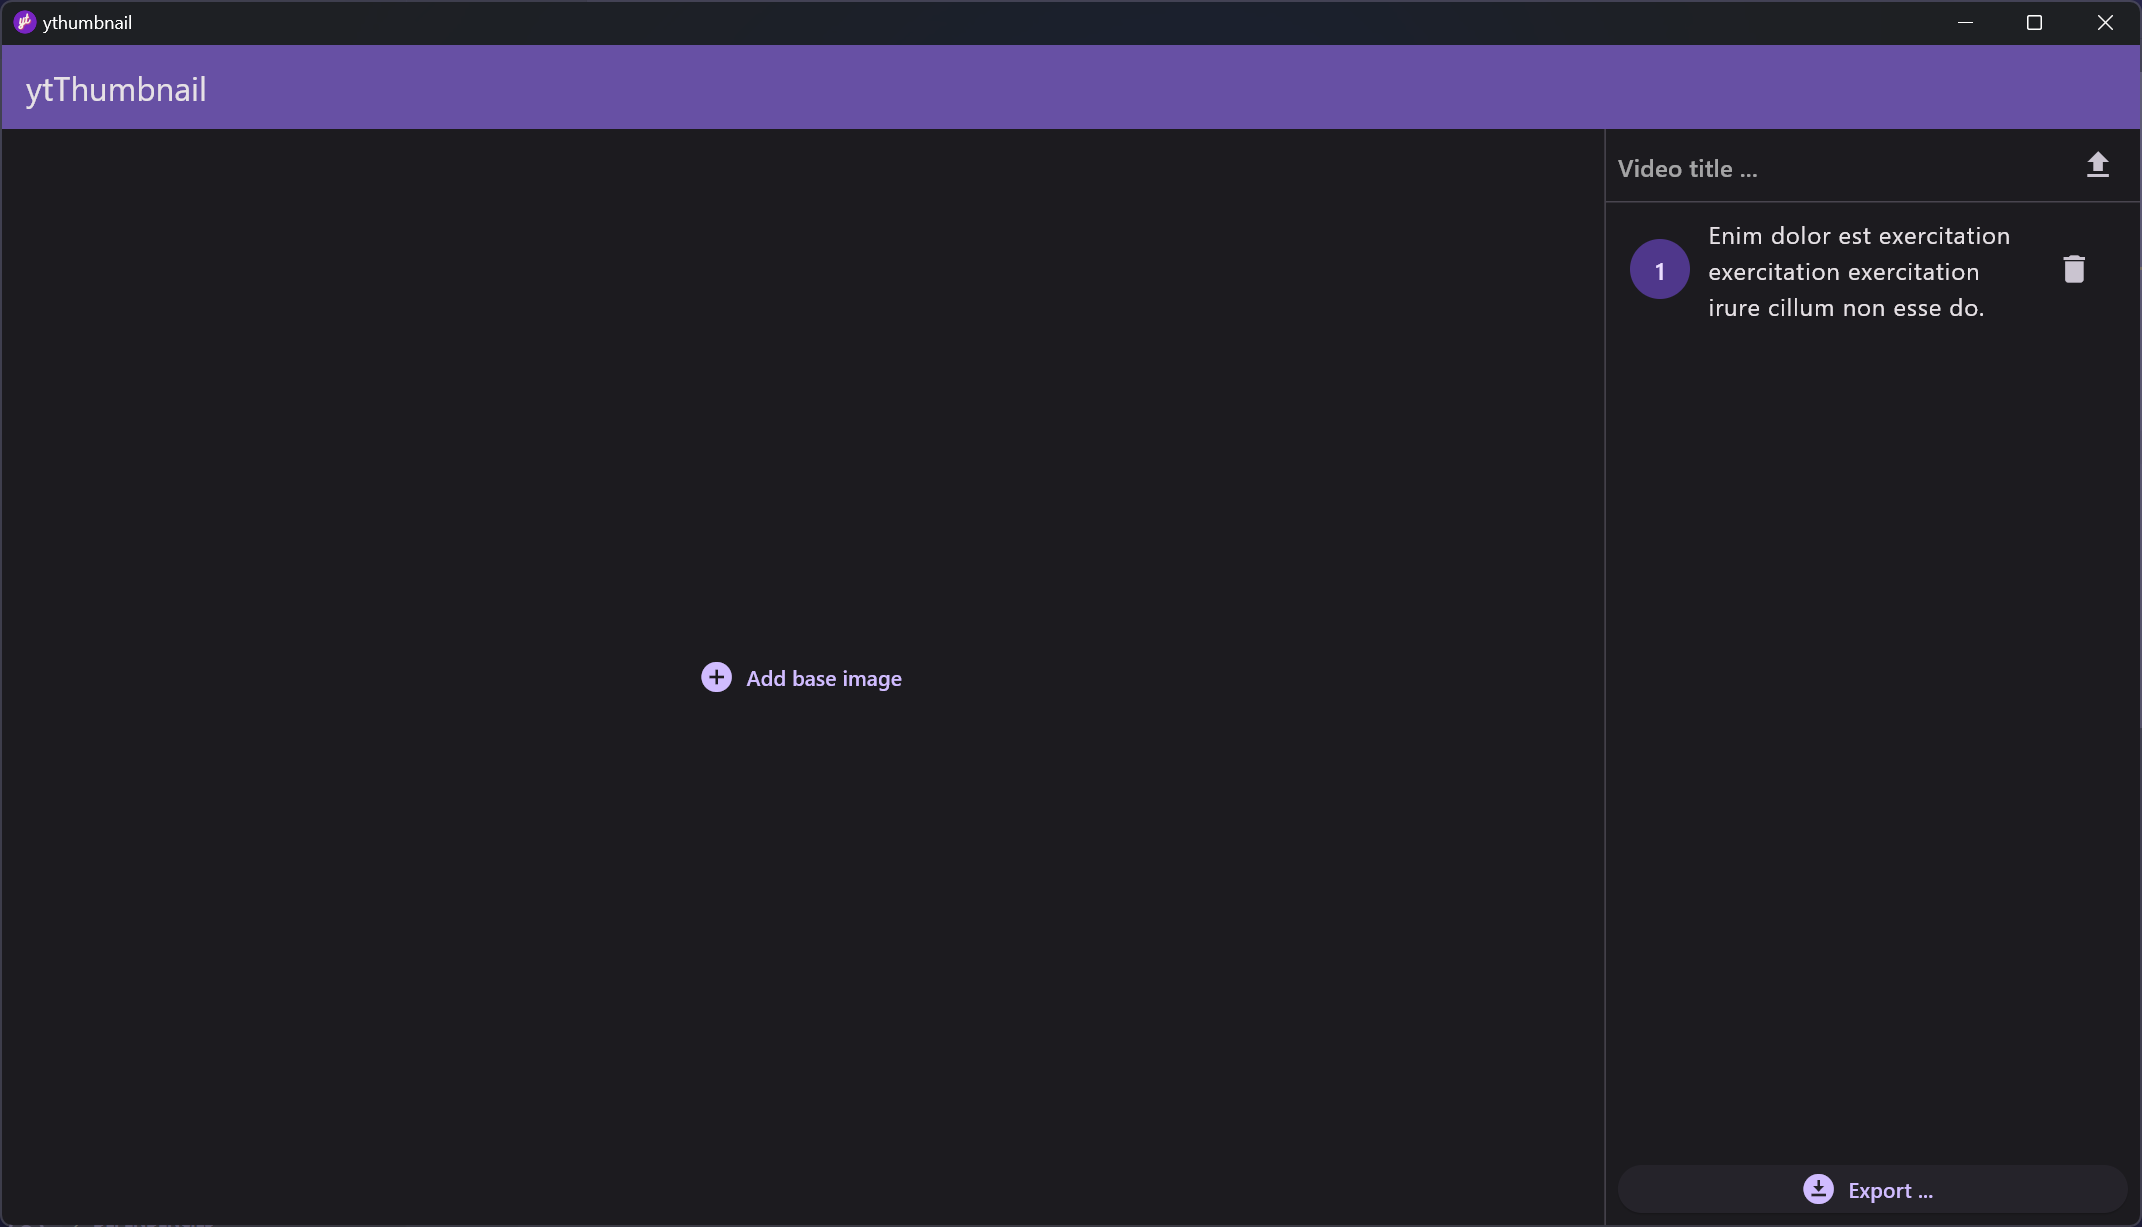 yt ythumbnail
ytThumbnail
Video title ...
1
Enim dolor est exercitation
exercitation exercitation
irure cillum non esse do.
Add base image
Export ...